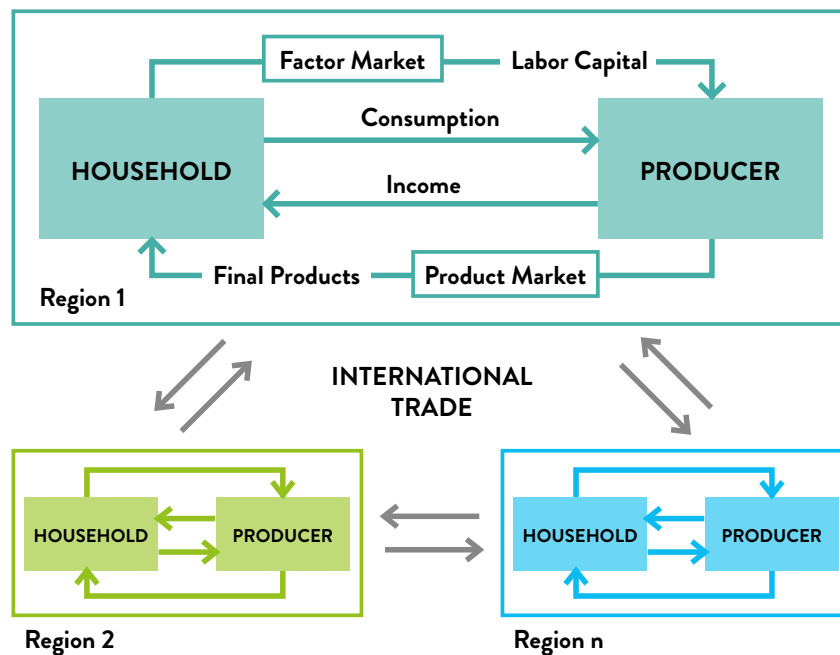 Factor Market
Labor Capital
Consumption
HOUSEHOLD
PRODUCER
Income
Final Products
Product Market
Region 1
INTERNATIONAL
TRADE
HOUSEHOLD
PRODUCER
HOUSEHOLD
PRODUCER
Region 2
Region n